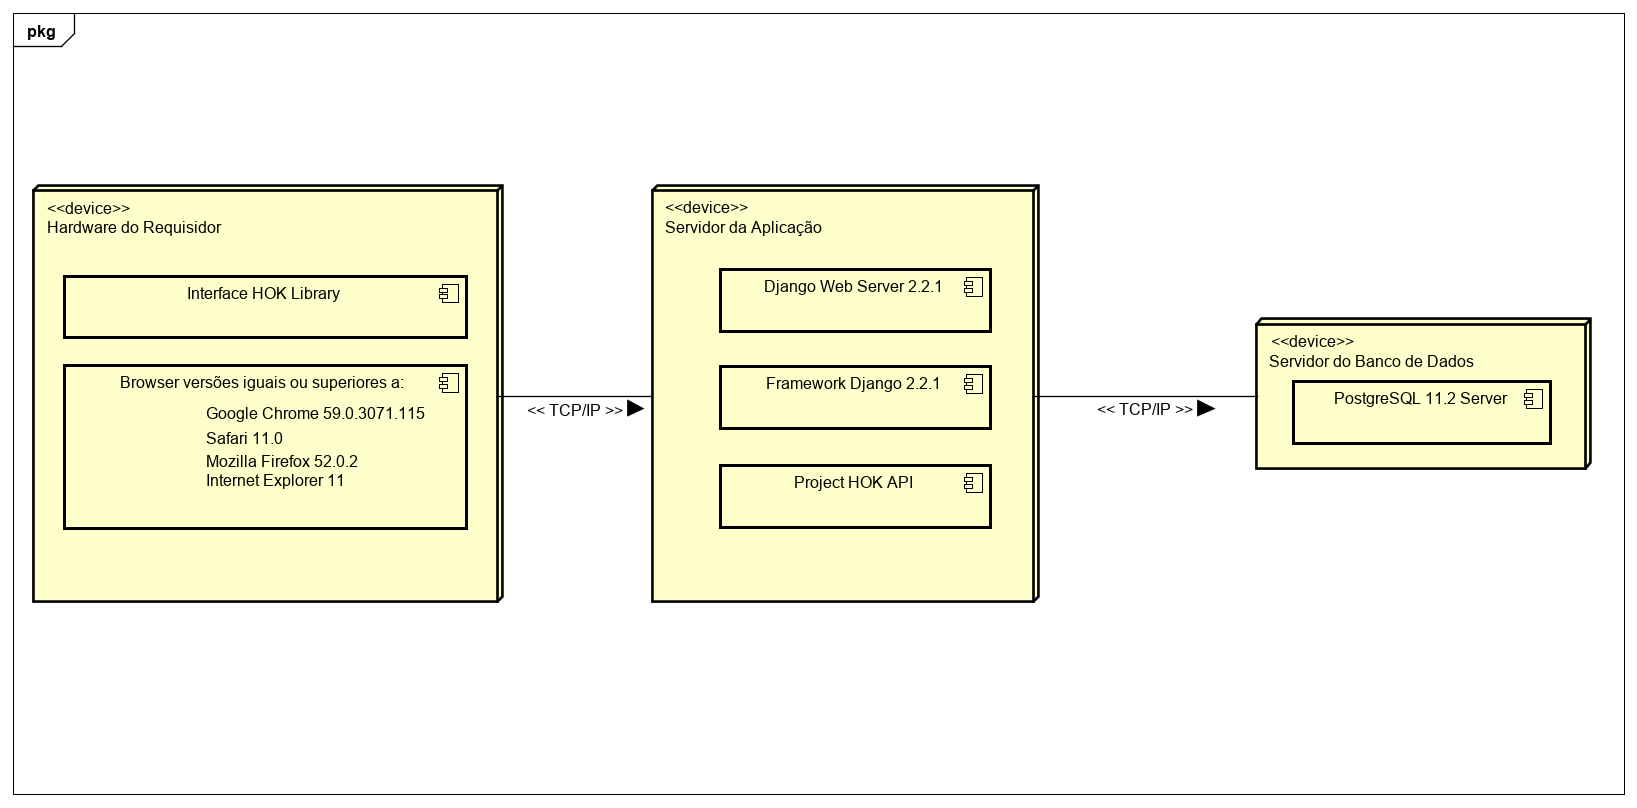 pkg
<<device>>
Hardware do Requisidor
Interface HOK Library
Browser versões iguais ou superiores a:
Google Chrome 59.0.3071.115
Safari 11.0
Mozilla Firefox 52.0.2
Internet Explorer 11
<< TCP/IP >>
<<device>>
Servidor da Aplicação
Django Web Server 2.2.1
Framework Django 2.2.1
Project HOK API
<< TCP/IP >>
<<device>>
Servidor do Banco de Dados
PostgreSQL 11.2 Server